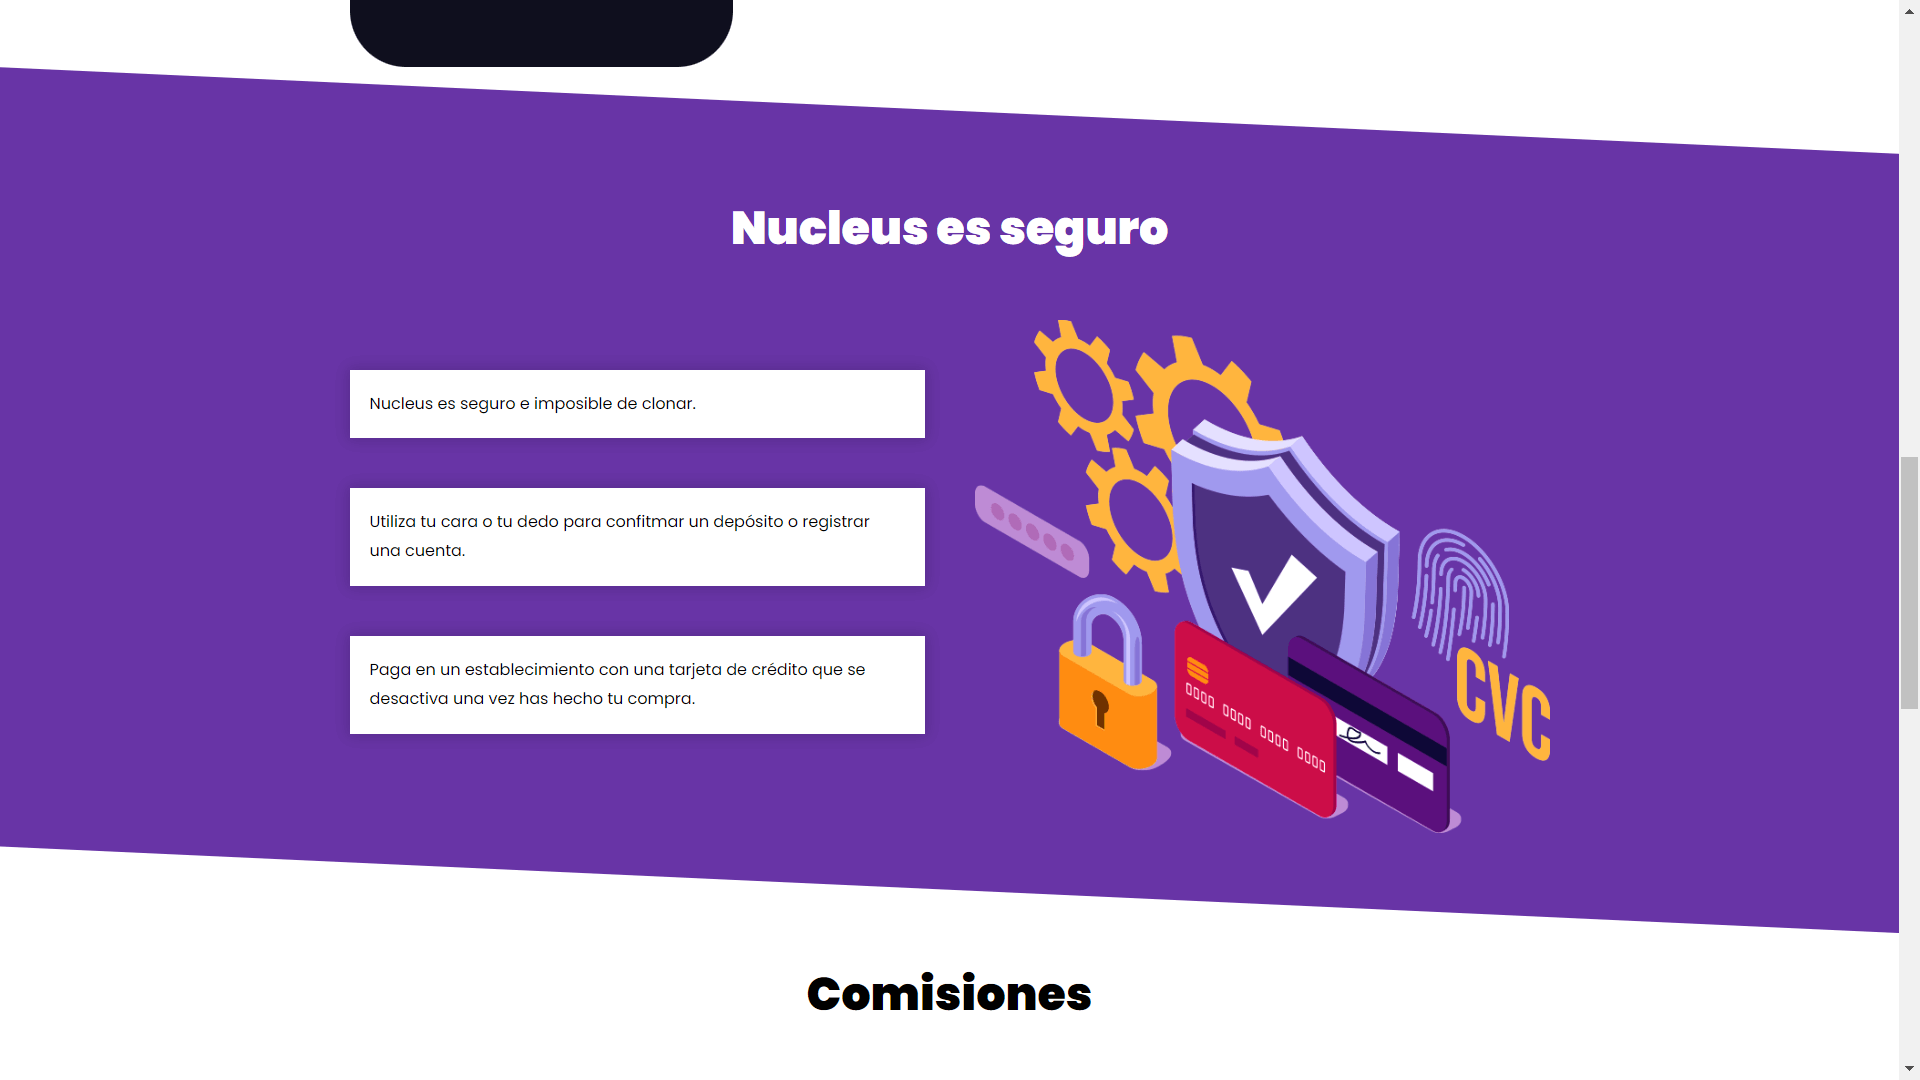 Nucleus es seguro
Nucleus es seguro e imposible de clonar.
Utiliza tu cara o tu dedo para confitmar un depósito o registrar
una cuenta.
Paga en un establecimiento con una tarjeta de crédito que se
desactiva una vez has hecho tu compra.
0000 0000 0000 0000
CVC
Comisiones